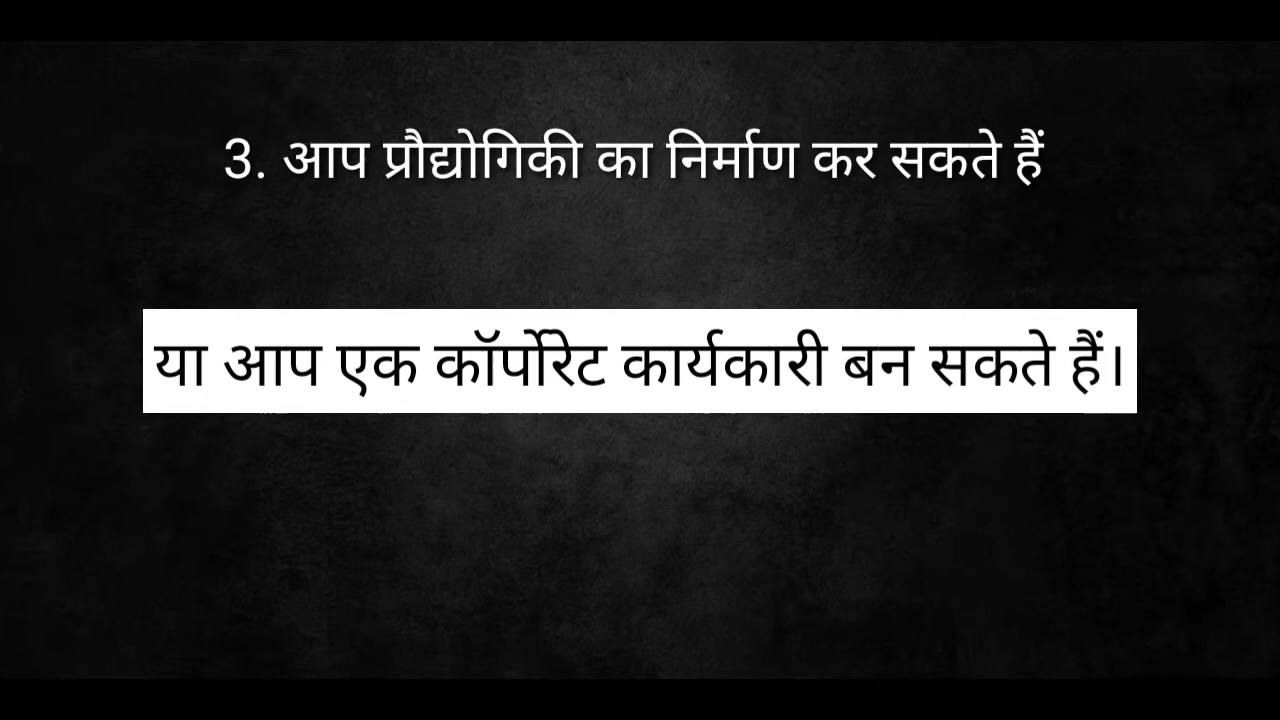 3. आप प्रौद्योगिकी का निर्माण कर सकते हैं
या आप एक कॉर्पोरेट कार्यकारी बन सकते हैं।